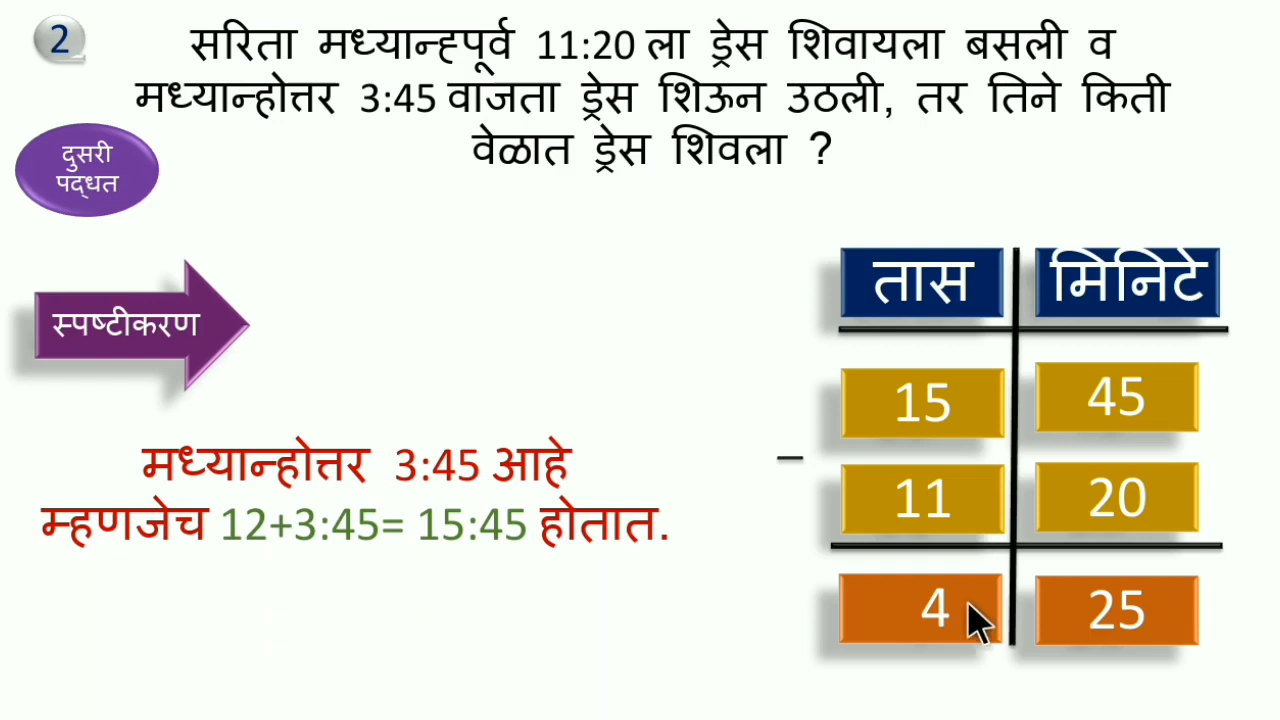 2
सरिता मध्यान्ह्पूर्व 11:20 ला ड्रेस शिवायला बसली व
मध्यान्होत्तर 3:45 वाजता ड्रेस शिऊन उठली, तर तिने किती
वेळात ड्रेस शिवला ?
दुसरी
पद्धत
स्पष्टीकरण
मध्यान्होत्तर 3:45 आहे
म्हणजेच 12+3:45= 15:45 होतात.
तास मिनिटे
15 45
–
11 20
4 25